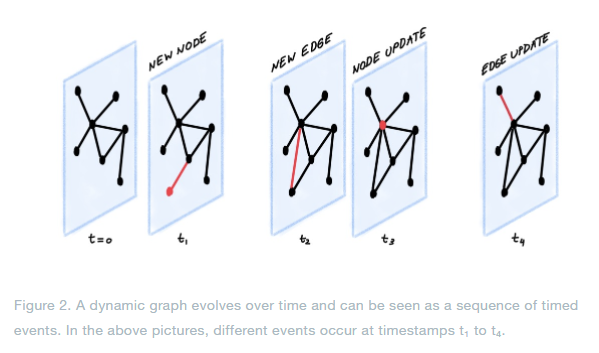 NEW NODE
NEW EDGE
NODE UPDATE
EDGE UPDATE
t=0
t₁
t₂
t₃
t₄
Figure 2. A dynamic graph evolves over time and can be seen as a sequence of timed
events. In the above pictures, different events occur at timestamps t₁ to t₄.